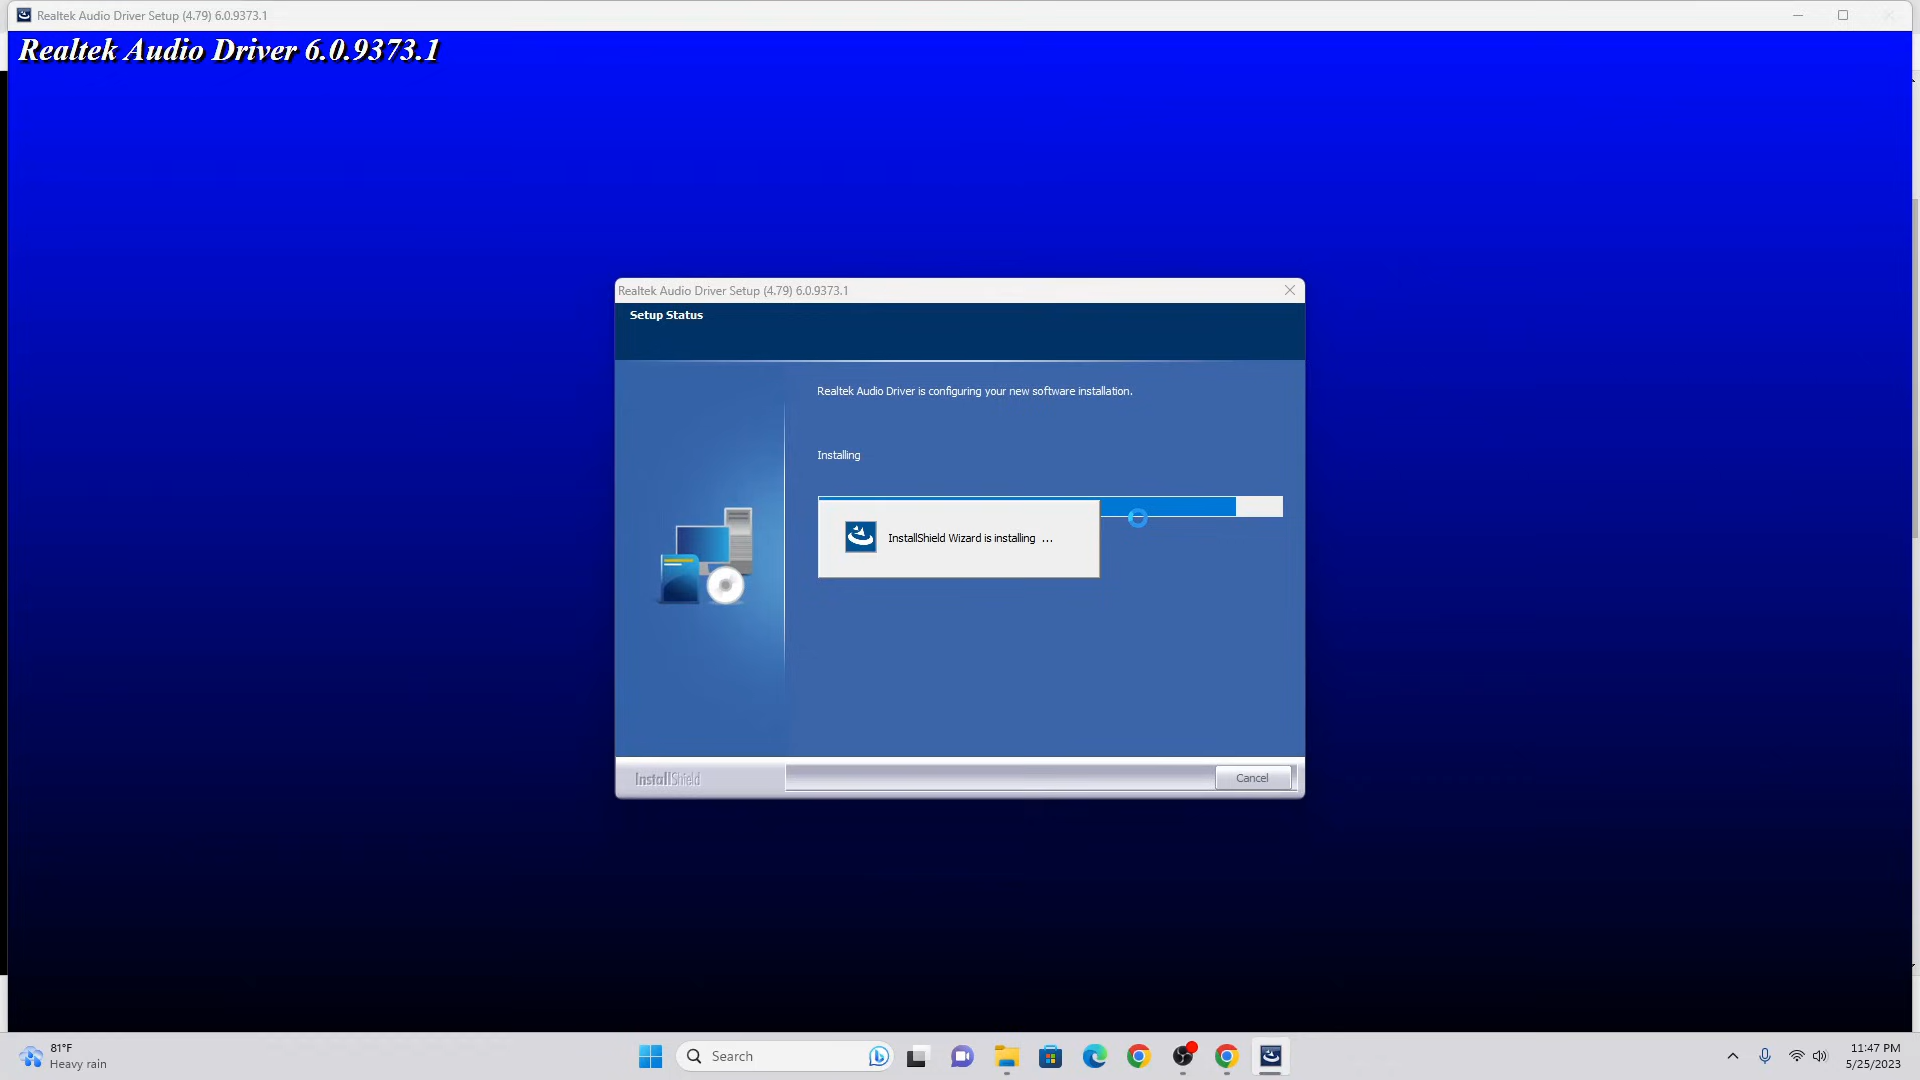 Realtek Audio Driver Setup (4.79) 6.0.9373.1
Realtek Audio Driver 6.0.9373.1
Realtek Audio Driver Setup (4.79) 6.0.9373.1
Setup Status
Realtek Audio Driver is configuring your new software installation.
Installing
InstallShield Wizard is installing ...
InstallShield
Cancel
81°F
Heavy rain
Search
11:47 PM
5/25/2023